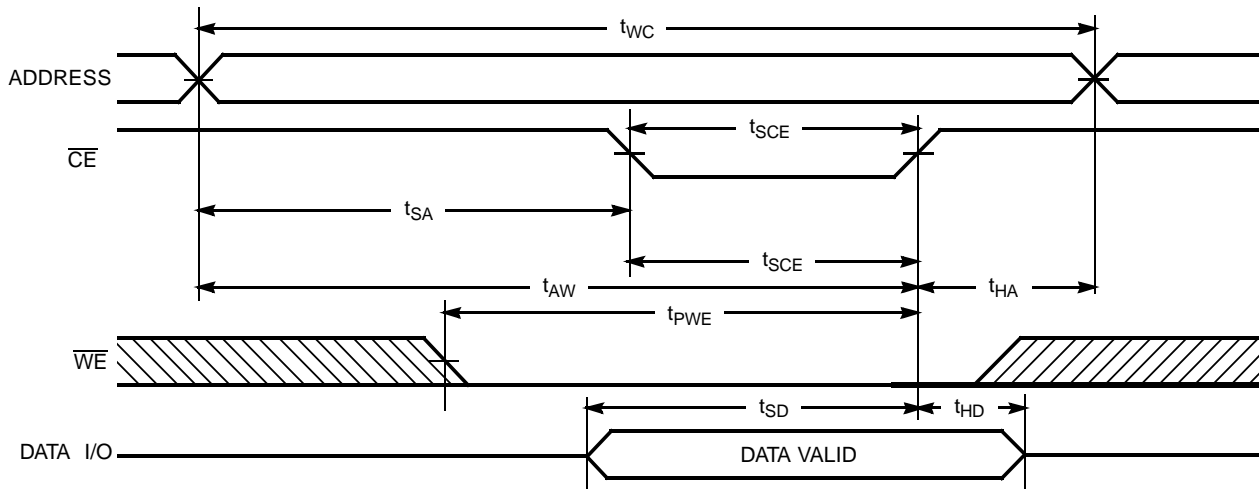 tWC
ADDRESS
tSCE
CE
tSA
tSCE
tAW
tHA
tPWE
WE
tSD
tHD
DATA I/O
DATA VALID